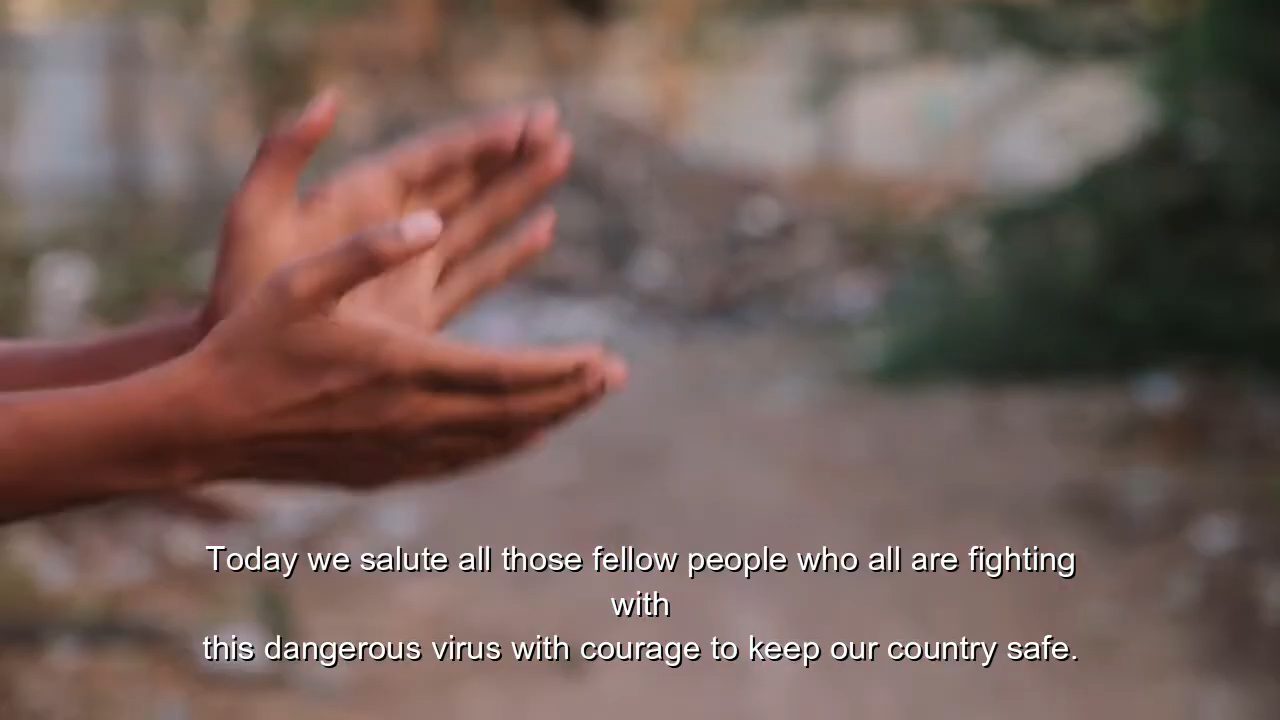 Today we salute all those fellow people who all are fighting
with
this dangerous virus with courage to keep our country safe.